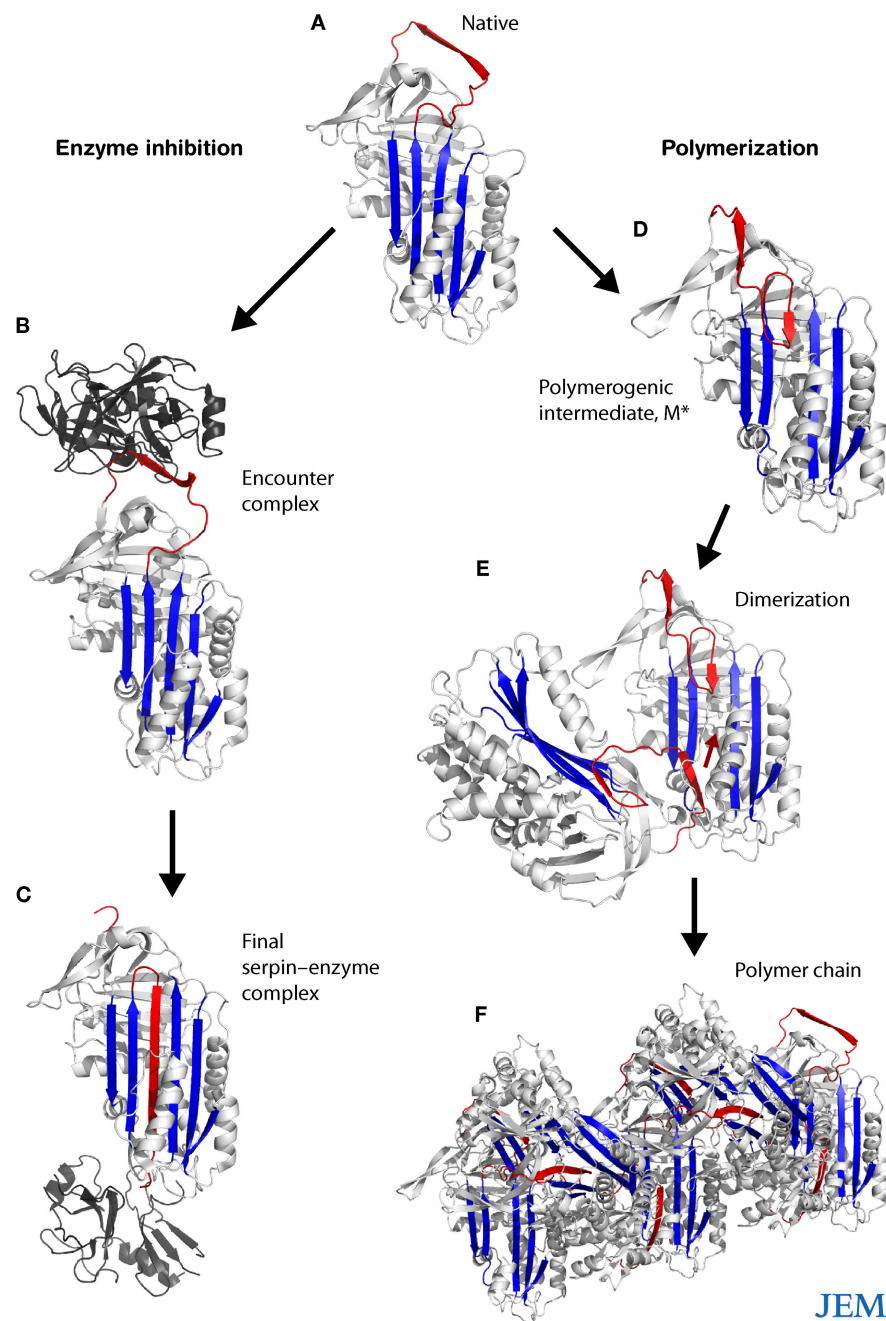 A
Native
Enzyme inhibition
Polymerization
D
B
Polymerogenic
intermediate, M*
Encounter
complex
E
Dimerization
C
Final
serpin–enzyme
complex
Polymer chain
F
JEM